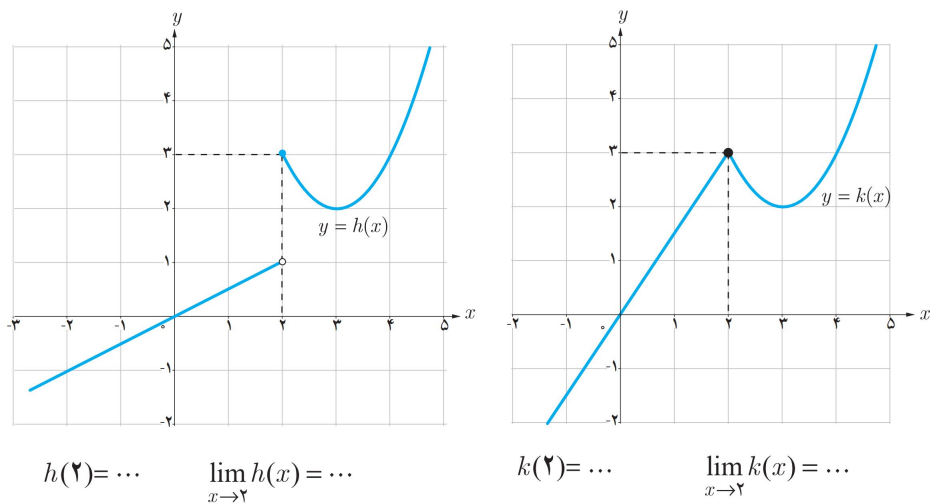 y
۵
۴
۳
۲
۱
-۱
-۲
-۳ -۲ -۱ ۰ ۱ ۲ ۳ ۴ ۵ x
y = h(x)
h(۲)= ··· lim h(x) = ···
x→۲
y
۵
۴
۳
۲
۱
-۱
-۲
-۲ -۱ ۰ ۱ ۲ ۳ ۴ ۵ x
y = k(x)
k(۲)= ··· lim k(x) = ···
x→۲